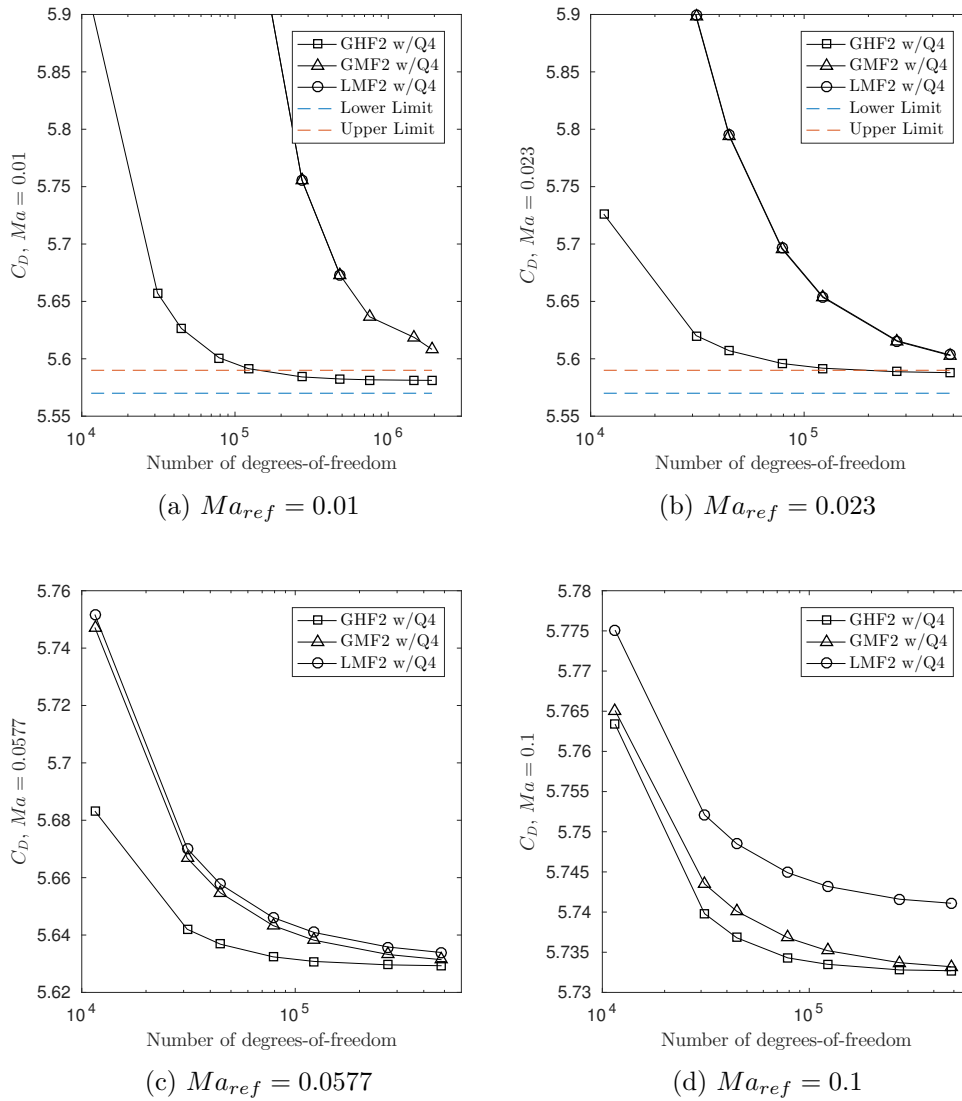 5.9
5.85
5.8
5.75
5.7
5.65
5.6
5.55
C_D, Ma = 0.01
10^4
10^5
10^6
Number of degrees-of-freedom
GHF2 w/Q4
GMF2 w/Q4
LMF2 w/Q4
Lower Limit
Upper Limit
(a) Ma_ref = 0.01
5.9
5.85
5.8
5.75
5.7
5.65
5.6
5.55
C_D, Ma = 0.023
10^4
10^5
Number of degrees-of-freedom
GHF2 w/Q4
GMF2 w/Q4
LMF2 w/Q4
Lower Limit
Upper Limit
(b) Ma_ref = 0.023
5.76
5.74
5.72
5.7
5.68
5.66
5.64
5.62
C_D, Ma = 0.0577
10^4
10^5
Number of degrees-of-freedom
GHF2 w/Q4
GMF2 w/Q4
LMF2 w/Q4
(c) Ma_ref = 0.0577
5.78
5.775
5.77
5.765
5.76
5.755
5.75
5.745
5.74
5.735
5.73
C_D, Ma = 0.1
10^4
10^5
Number of degrees-of-freedom
GHF2 w/Q4
GMF2 w/Q4
LMF2 w/Q4
(d) Ma_ref = 0.1